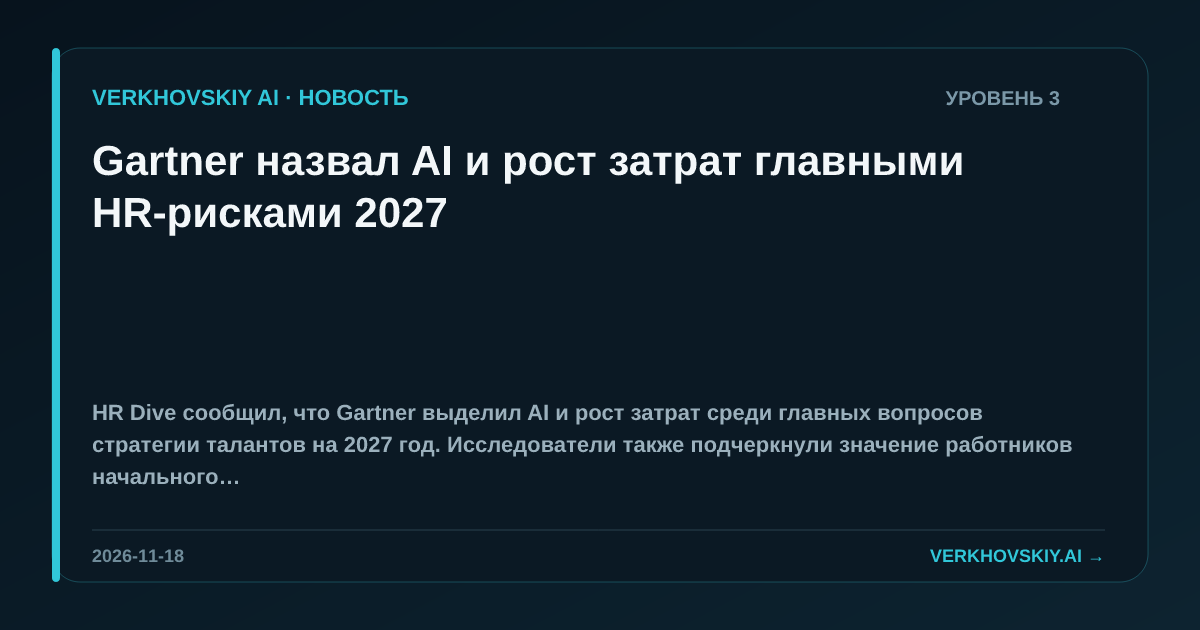 VERKHOVSKIY AI · НОВОСТЬ
УРОВЕНЬ 3
Gartner назвал AI и рост затрат главными
HR-рисками 2027
HR Dive сообщил, что Gartner выделил AI и рост затрат среди главных вопросов
стратегии талантов на 2027 год. Исследователи также подчеркнули значение работников
начального…
2026-11-18
VERKHOVSKIY.AI →